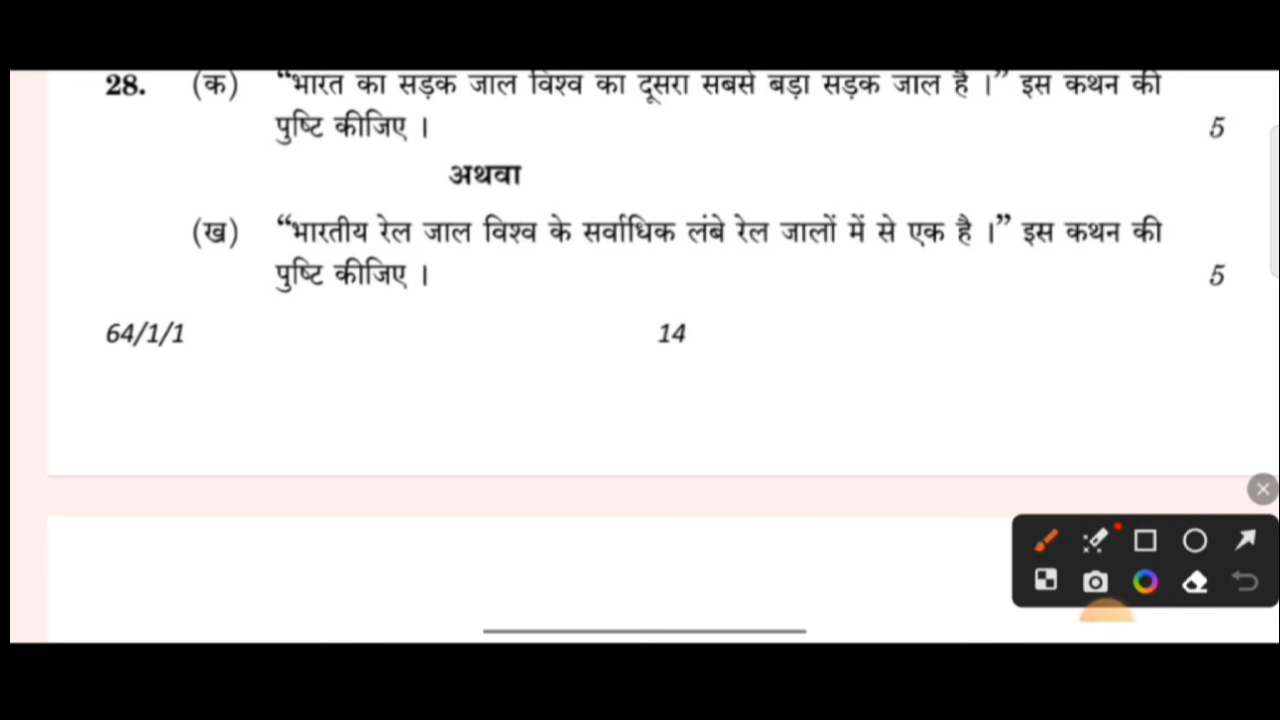 28. (क) “भारत का सड़क जाल विश्व का दूसरा सबसे बड़ा सड़क जाल है ।” इस कथन की
पुष्टि कीजिए । 5
अथवा
(ख) “भारतीय रेल जाल विश्व के सर्वाधिक लंबे रेल जालों में से एक है ।” इस कथन की
पुष्टि कीजिए । 5
64/1/1 14